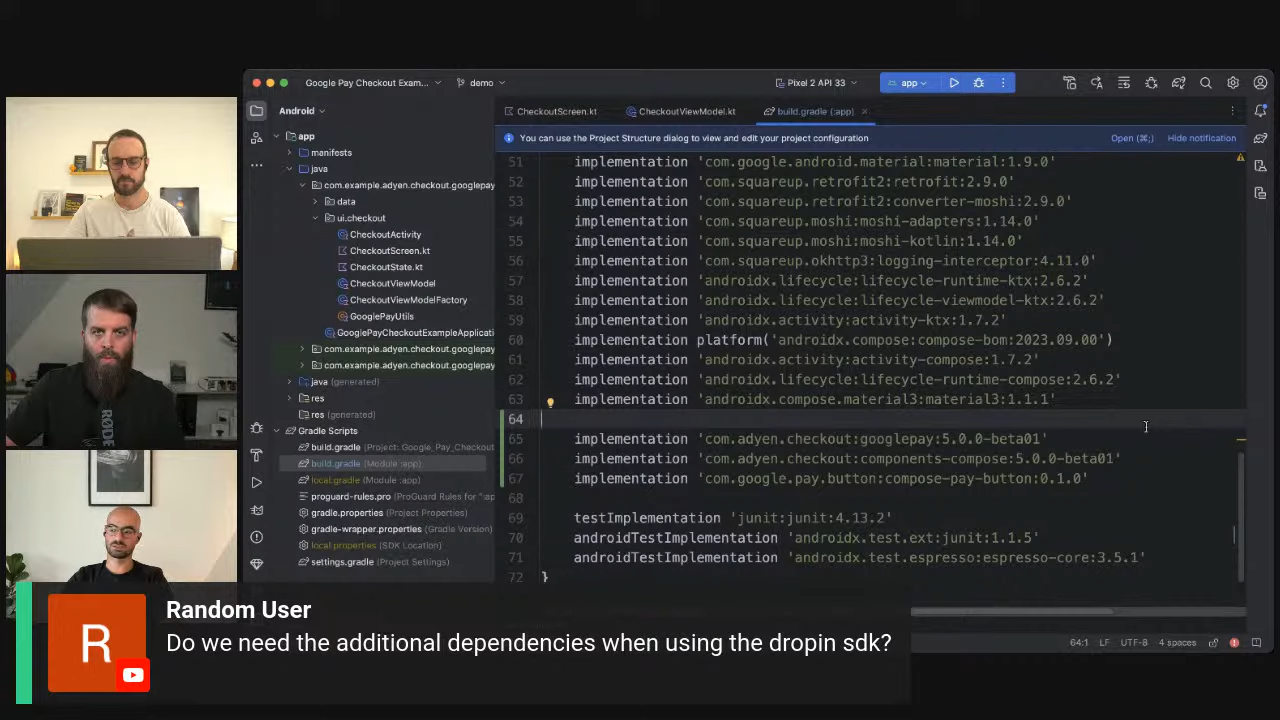 Google Pay Checkout Exam...
demo
Pixel 2 API 33
app
Android
CheckoutScreen.kt
CheckoutViewModel.kt
build.gradle (:app)
You can use the Project Structure dialog to view and edit your project configuration
Open (⌘;)
Hide notification
app
manifests
java
com.example.adyen.checkout.googlepay
data
ui.checkout
CheckoutActivity
CheckoutScreen.kt
CheckoutState.kt
CheckoutViewModel
CheckoutViewModelFactory
GooglePayUtils
GooglePayCheckoutExampleApplicati
com.example.adyen.checkout.googlepay
com.example.adyen.checkout.googlepay
java (generated)
res
res (generated)
Gradle Scripts
build.gradle (Project: Google_Pay_Checkout
build.gradle (Module :app)
local.gradle (Module :app)
proguard-rules.pro (ProGuard Rules for ":ap
gradle.properties (Project Properties)
gradle-wrapper.properties (Gradle Version)
local.properties (SDK Location)
settings.gradle (Project Settings)
51 implementation 'com.google.android.material:material:1.9.0'
52 implementation 'com.squareup.retrofit2:retrofit:2.9.0'
53 implementation 'com.squareup.retrofit2:converter-moshi:2.9.0'
54 implementation 'com.squareup.moshi:moshi-adapters:1.14.0'
55 implementation 'com.squareup.moshi:moshi-kotlin:1.14.0'
56 implementation 'com.squareup.okhttp3:logging-interceptor:4.11.0'
57 implementation 'androidx.lifecycle:lifecycle-runtime-ktx:2.6.2'
58 implementation 'androidx.lifecycle:lifecycle-viewmodel-ktx:2.6.2'
59 implementation 'androidx.activity:activity-ktx:1.7.2'
60 implementation platform('androidx.compose:compose-bom:2023.09.00')
61 implementation 'androidx.activity:activity-compose:1.7.2'
62 implementation 'androidx.lifecycle:lifecycle-runtime-compose:2.6.2'
63 implementation 'androidx.compose.material3:material3:1.1.1'
64
65 implementation 'com.adyen.checkout:googlepay:5.0.0-beta01'
66 implementation 'com.adyen.checkout:components-compose:5.0.0-beta01'
67 implementation 'com.google.pay.button:compose-pay-button:0.1.0'
68
69 testImplementation 'junit:junit:4.13.2'
70 androidTestImplementation 'androidx.test.ext:junit:1.1.5'
71 androidTestImplementation 'androidx.test.espresso:espresso-core:3.5.1'
72 }
64:1 LF UTF-8 4 spaces
RØDE
R
Random User
Do we need the additional dependencies when using the dropin sdk?